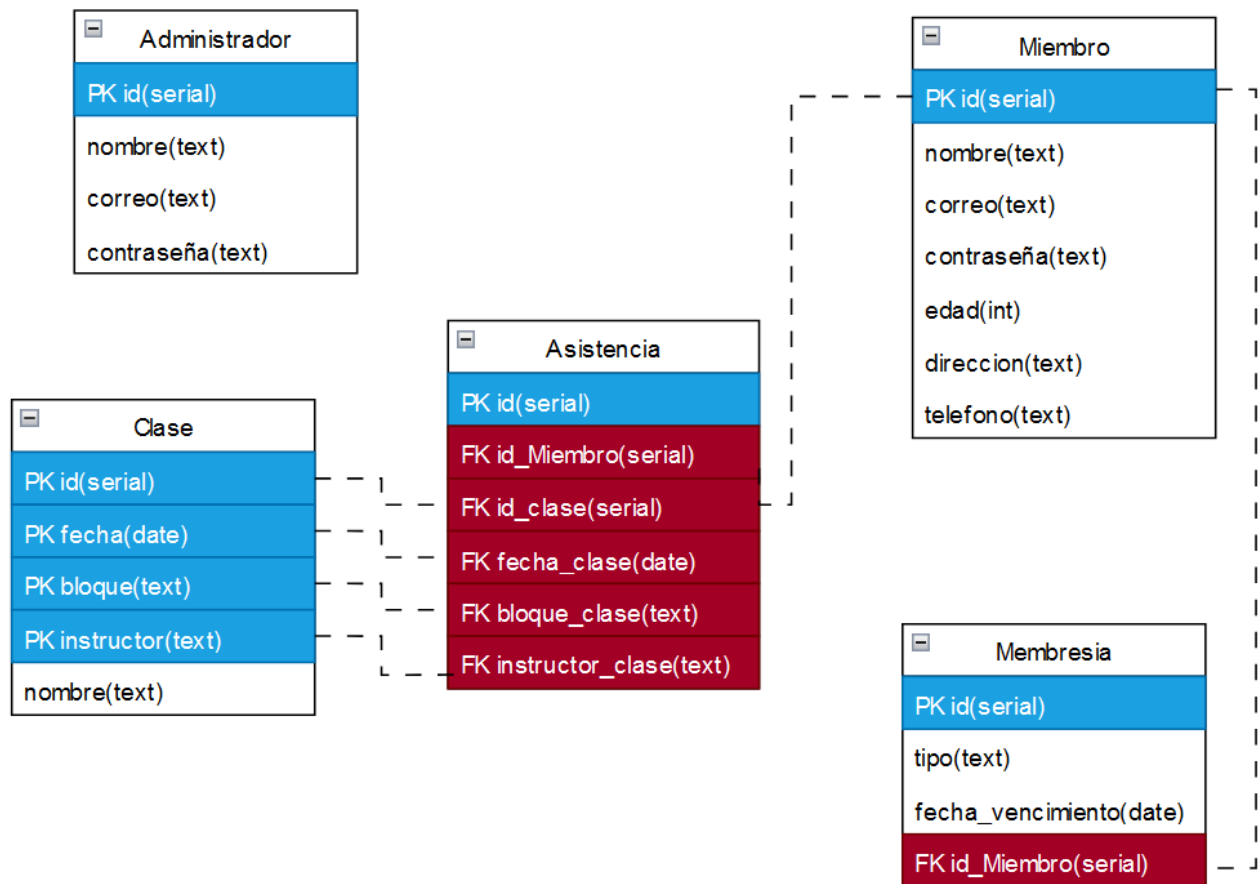 Administrador
PK id(serial)
nombre(text)
correo(text)
contraseña(text)
Miembro
PK id(serial)
nombre(text)
correo(text)
contraseña(text)
edad(int)
direccion(text)
telefono(text)
Asistencia
PK id(serial)
FK id_Miembro(serial)
FK id_clase(serial)
FK fecha_clase(date)
FK bloque_clase(text)
FK instructor_clase(text)
Clase
PK id(serial)
PK fecha(date)
PK bloque(text)
PK instructor(text)
nombre(text)
Membresia
PK id(serial)
tipo(text)
fecha_vencimiento(date)
FK id_Miembro(serial)